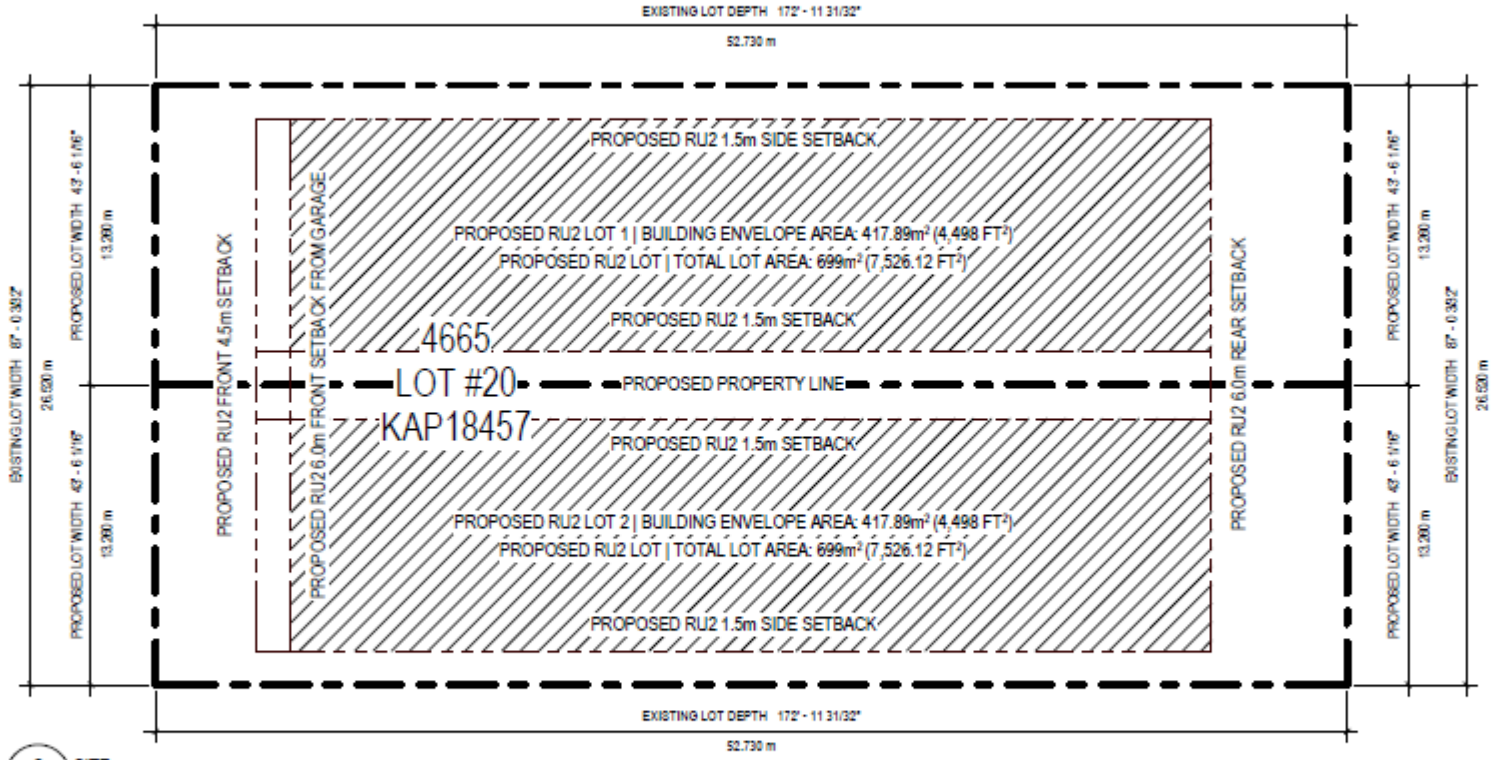 EXISTING LOT DEPTH 172' - 11 31/32"
52.730 m
EXISTING LOT WIDTH 87' - 0 3/32"
26.520 m
PROPOSED LOT WIDTH 43' - 6 1/16"
13.260 m
PROPOSED LOT WIDTH 43' - 6 1/16"
13.260 m
PROPOSED RU2 FRONT 4.5m SETBACK
PROPOSED RU2 6.0m FRONT SETBACK FROM GARAGE
PROPOSED RU2 1.5m SIDE SETBACK
PROPOSED RU2 LOT 1 | BUILDING ENVELOPE AREA: 417.89m² (4,498 FT²)
PROPOSED RU2 LOT | TOTAL LOT AREA: 699m² (7,526.12 FT²)
PROPOSED RU2 1.5m SETBACK
4665
LOT #20
KAP18457
PROPOSED PROPERTY LINE
PROPOSED RU2 1.5m SETBACK
PROPOSED RU2 LOT 2 | BUILDING ENVELOPE AREA: 417.89m² (4,498 FT²)
PROPOSED RU2 LOT | TOTAL LOT AREA: 699m² (7,526.12 FT²)
PROPOSED RU2 1.5m SIDE SETBACK
PROPOSED RU2 6.0m REAR SETBACK
PROPOSED LOT WIDTH 43' - 6 1/16"
13.260 m
PROPOSED LOT WIDTH 43' - 6 1/16"
13.260 m
EXISTING LOT WIDTH 87' - 0 3/32"
26.520 m
EXISTING LOT DEPTH 172' - 11 31/32"
52.730 m